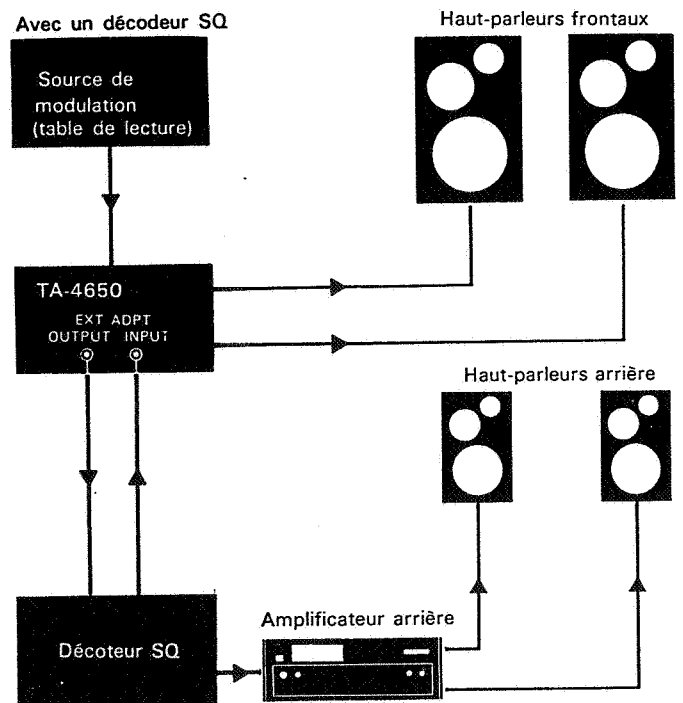 Avec un décodeur SQ
Haut-parleurs frontaux
Source de
modulation
(table de lecture)
TA-4650
EXT ADPT
OUTPUT INPUT
Haut-parleurs arrière
Amplificateur arrière
Décoteur SQ